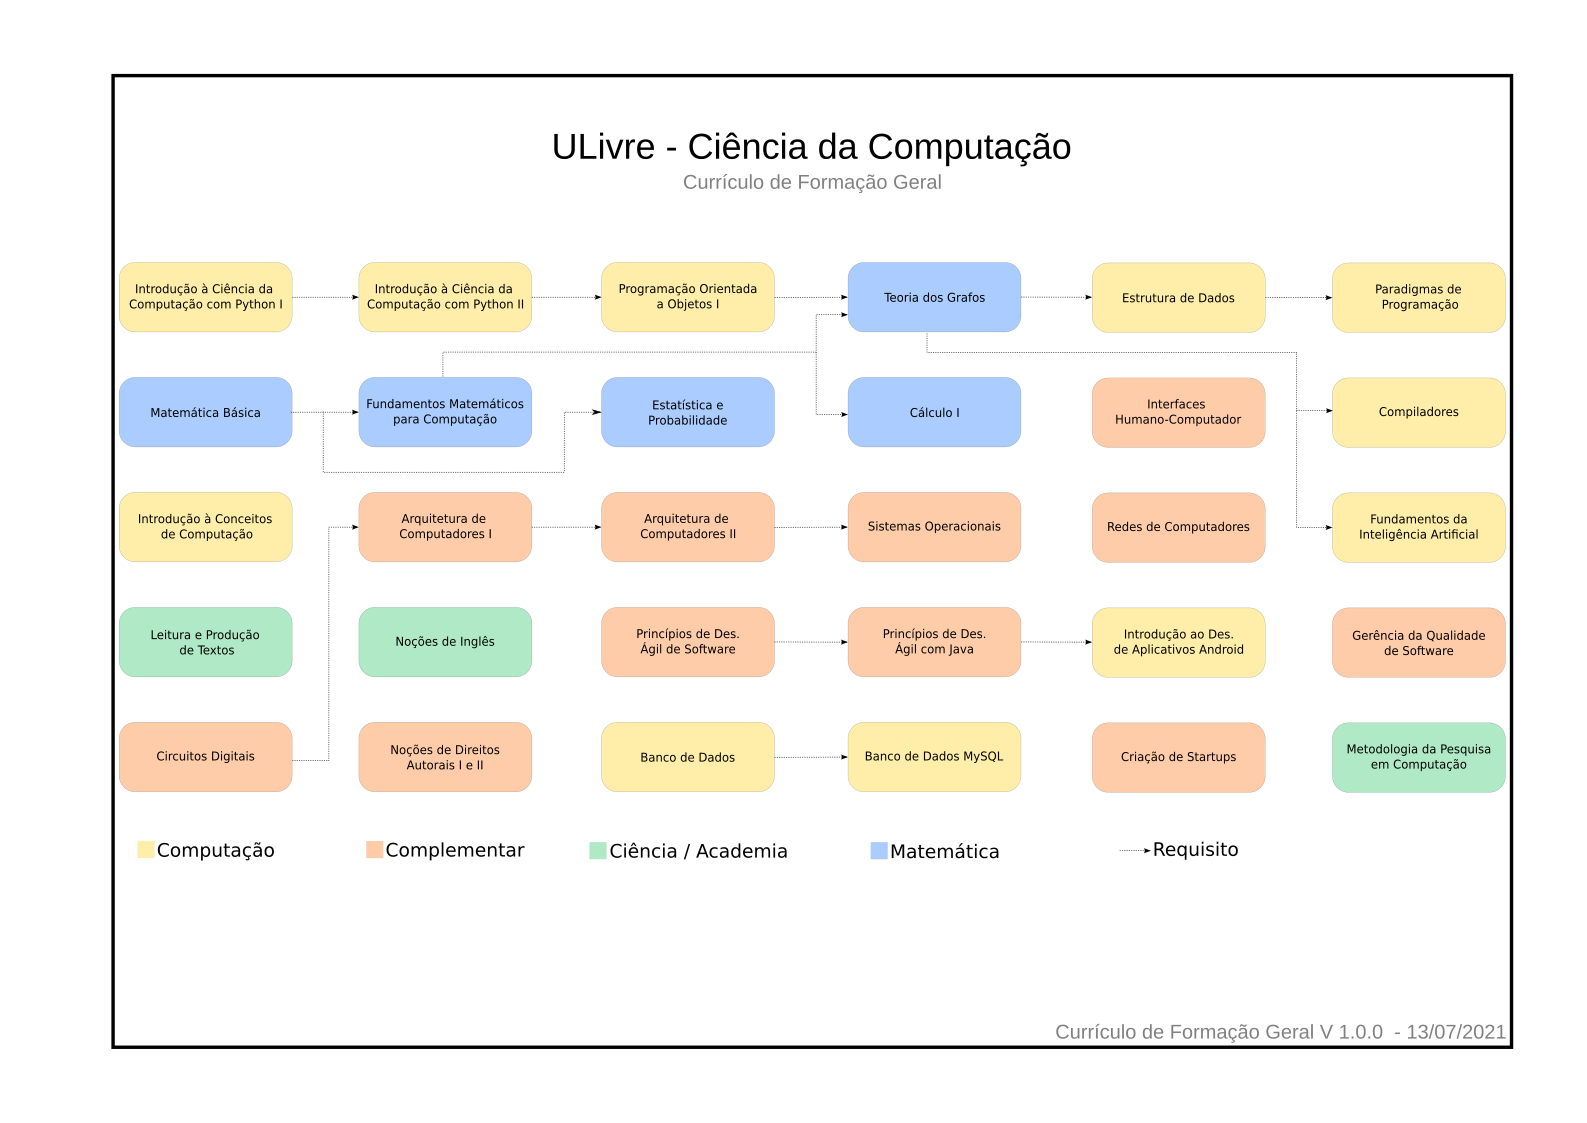 ULivre - Ciência da Computação
Currículo de Formação Geral
Introdução à Ciência da
Computação com Python I
Introdução à Ciência da
Computação com Python II
Programação Orientada
a Objetos I
Teoria dos Grafos
Estrutura de Dados
Paradigmas de
Programação
Matemática Básica
Fundamentos Matemáticos
para Computação
Estatística e
Probabilidade
Cálculo I
Interfaces
Humano-Computador
Compiladores
Introdução à Conceitos
de Computação
Arquitetura de
Computadores I
Arquitetura de
Computadores II
Sistemas Operacionais
Redes de Computadores
Fundamentos da
Inteligência Artificial
Leitura e Produção
de Textos
Noções de Inglês
Princípios de Des.
Ágil de Software
Princípios de Des.
Ágil com Java
Introdução ao Des.
de Aplicativos Android
Gerência da Qualidade
de Software
Circuitos Digitais
Noções de Direitos
Autorais I e II
Banco de Dados
Banco de Dados MySQL
Criação de Startups
Metodologia da Pesquisa
em Computação
Computação
Complementar
Ciência / Academia
Matemática
Requisito
Currículo de Formação Geral V 1.0.0 - 13/07/2021